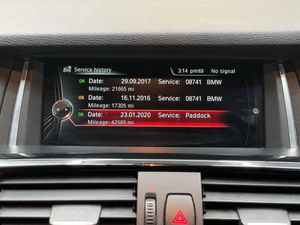 Service history 3:14 pm No signal
OK Date: 29.09.2017 Service: 08741 BMW
Mileage: 21665 mi
OK Date: 16.11.2016 Service: 08741 BMW
Mileage: 17305 mi
OK Date: 23.01.2020 Service: Paddock
Mileage: 42585 mi